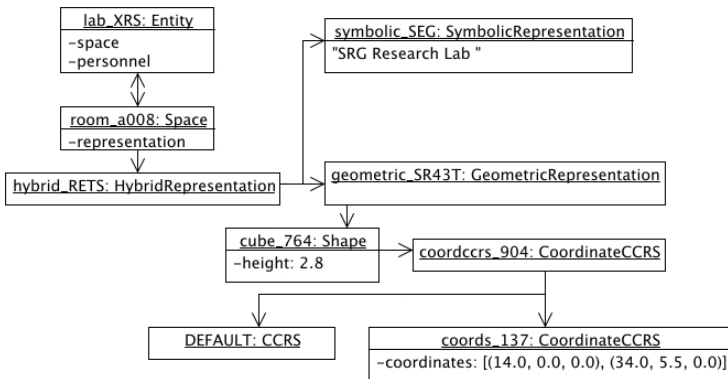 lab_XRS: Entity
-space
-personnel
symbolic_SEG: SymbolicRepresentation
"SRG Research Lab "
room_a008: Space
-representation
hybrid_RETS: HybridRepresentation
geometric_SR43T: GeometricRepresentation
cube_764: Shape
-height: 2.8
coordccrs_904: CoordinateCCRS
DEFAULT: CCRS
coords_137: CoordinateCCRS
-coordinates: [(14.0, 0.0, 0.0), (34.0, 5.5, 0.0)]